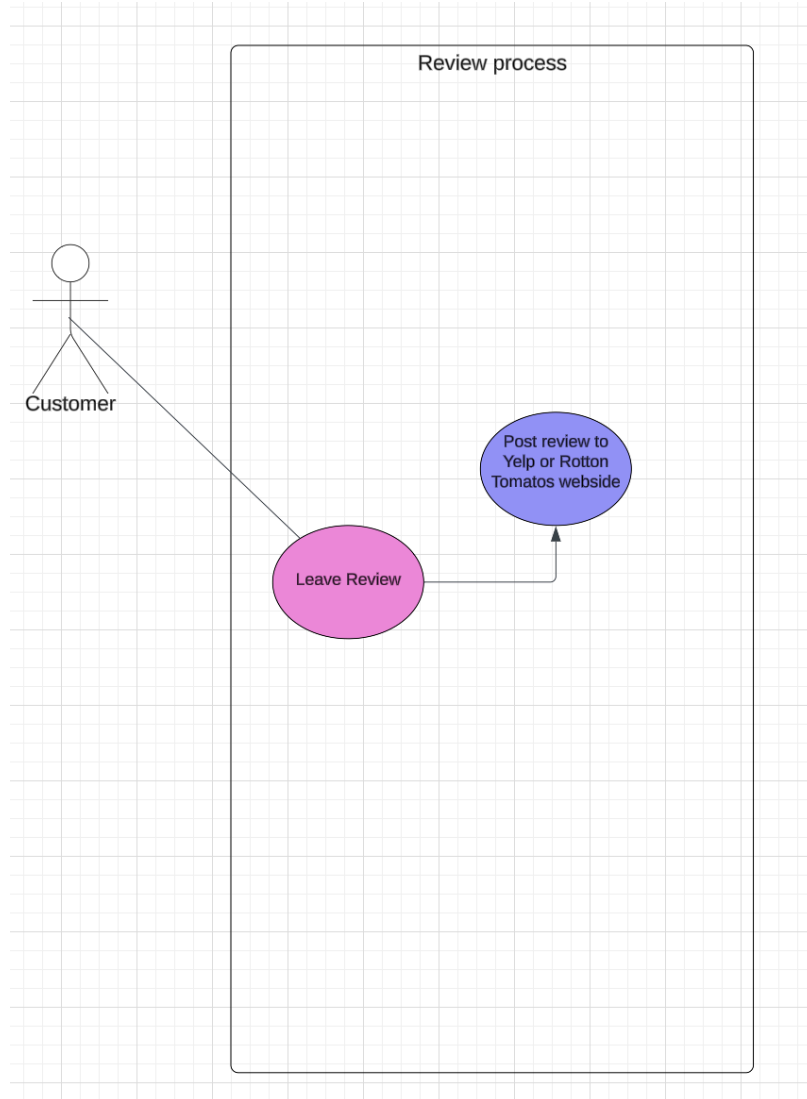 Review process
Customer
Post review to
Yelp or Rotton
Tomatos webside
Leave Review